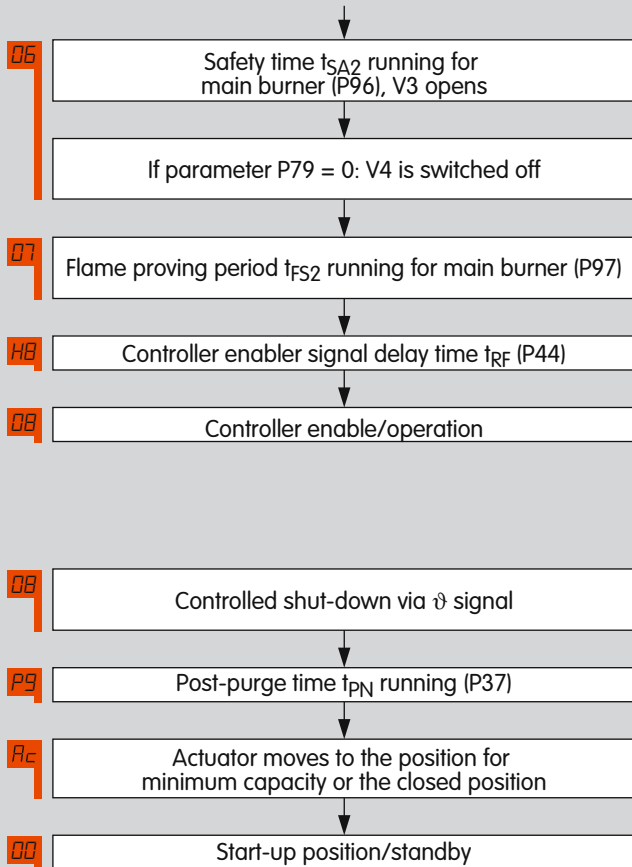 06
Safety time tSA2 running for
main burner (P96), V3 opens
If parameter P79 = 0: V4 is switched off
07
Flame proving period tFS2 running for main burner (P97)
H8
Controller enabler signal delay time tRF (P44)
08
Controller enable/operation
08
Controlled shut-down via ϑ signal
P9
Post-purge time tPN running (P37)
Ac
Actuator moves to the position for
minimum capacity or the closed position
00
Start-up position/standby